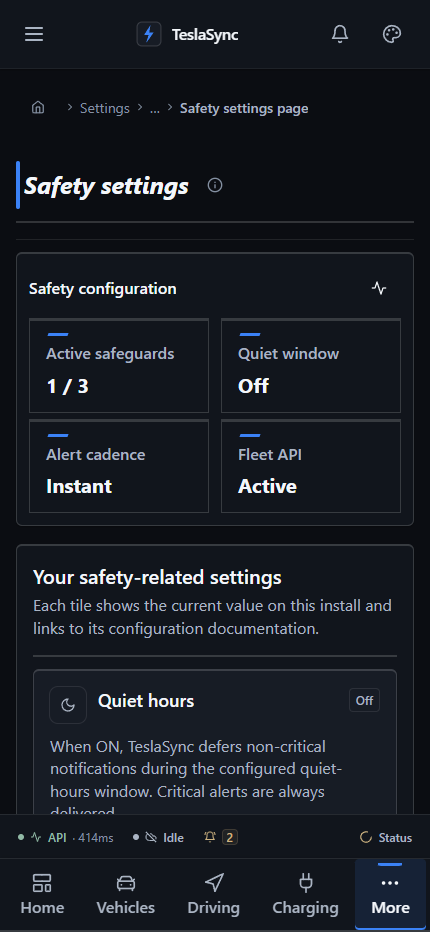 TeslaSync
Settings
...
Safety settings page
Safety settings
Safety configuration
Active safeguards
1 / 3
Quiet window
Off
Alert cadence
Instant
Fleet API
Active
Your safety-related settings
Each tile shows the current value on this install and
links to its configuration documentation.
Quiet hours
Off
When ON, TeslaSync defers non-critical
notifications during the configured quiet-
hours window. Critical alerts are always
delivered.
API · 414ms
Idle
2
Status
Home
Vehicles
Driving
Charging
More